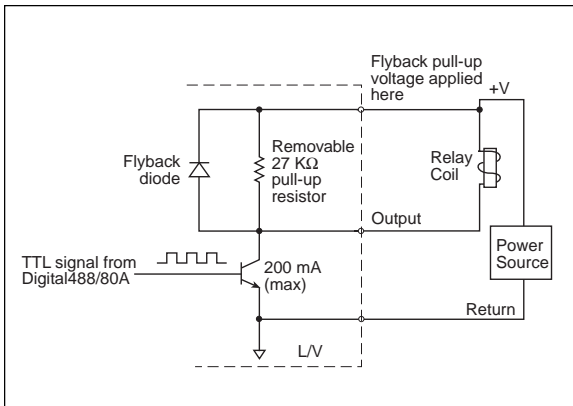 Flyback pull-up
voltage applied
here
+V
Removable
27 KΩ
pull-up
resistor
Flyback
diode
Relay
Coil
Output
Power
Source
TTL signal from
Digital488/80A
200 mA
(max)
Return
L/V